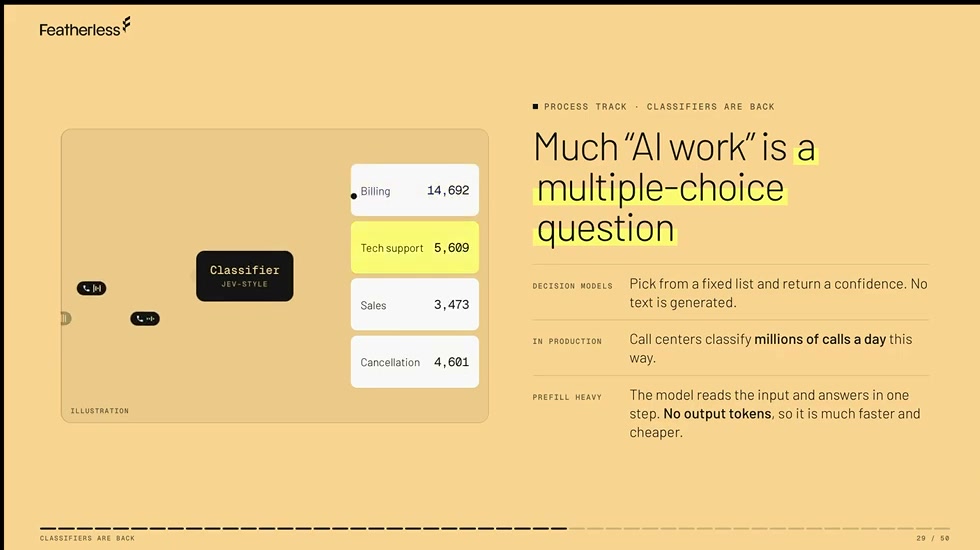 Featherless
PROCESS TRACK · CLASSIFIERS ARE BACK
Much “AI work” is a
multiple-choice
question
Billing 14,692
Tech support 5,609
Sales 3,473
Cancellation 4,601
Classifier
JEV-STYLE
ILLUSTRATION
DECISION MODELS
Pick from a fixed list and return a confidence. No
text is generated.
IN PRODUCTION
Call centers classify millions of calls a day this
way.
PREFILL HEAVY
The model reads the input and answers in one
step. No output tokens, so it is much faster and
cheaper.
CLASSIFIERS ARE BACK
29 / 50